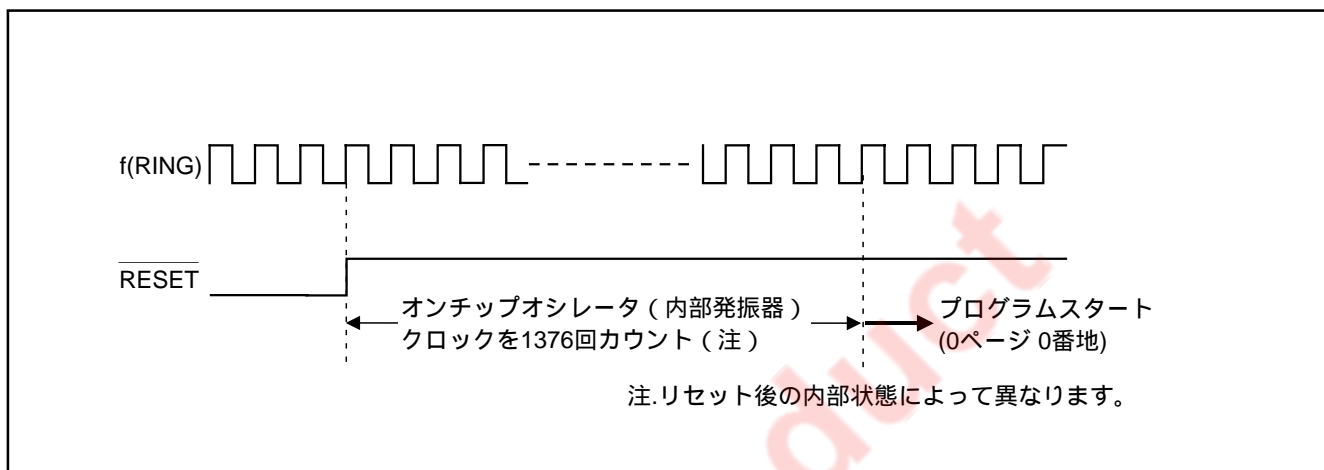 f(RING)
RESET
オンチップオシレータ（内部発振器）
クロックを1376回カウント（注）
プログラムスタート
(0ページ 0番地)
注.リセット後の内部状態によって異なります。
duct